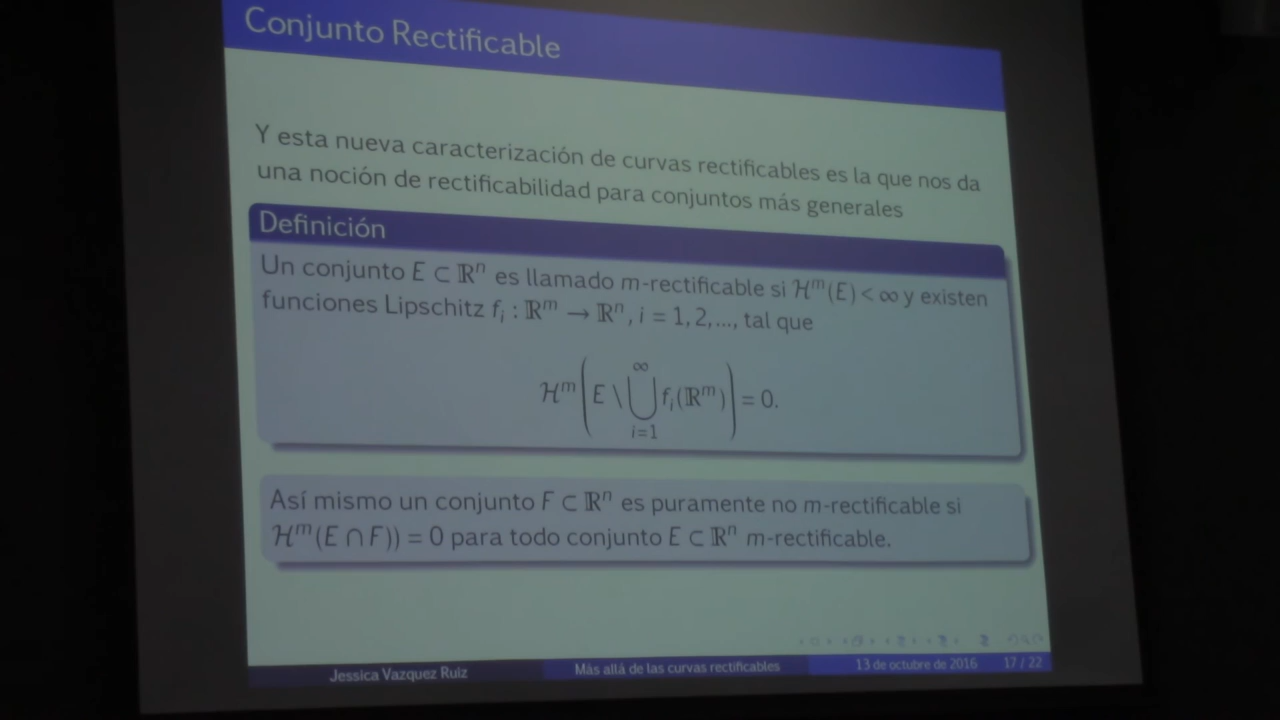 Conjunto Rectificable
Y esta nueva caracterización de curvas rectificables es la que nos da
una noción de rectificabilidad para conjuntos más generales
Definición
Un conjunto E ⊂ ℝⁿ es llamado m-rectificable si ℋᵐ(E) < ∞ y existen
funciones Lipschitz fᵢ : ℝᵐ → ℝⁿ, i = 1, 2, ..., tal que
ℋᵐ(E \ ⋃_{i=1}^{∞} fᵢ(ℝᵐ)) = 0.
Así mismo un conjunto F ⊂ ℝⁿ es puramente no m-rectificable si
ℋᵐ(E ∩ F)) = 0 para todo conjunto E ⊂ ℝⁿ m-rectificable.
Jessica Vazquez Ruiz Más allá de las curvas rectificables 13 de octubre de 2016 17 / 22